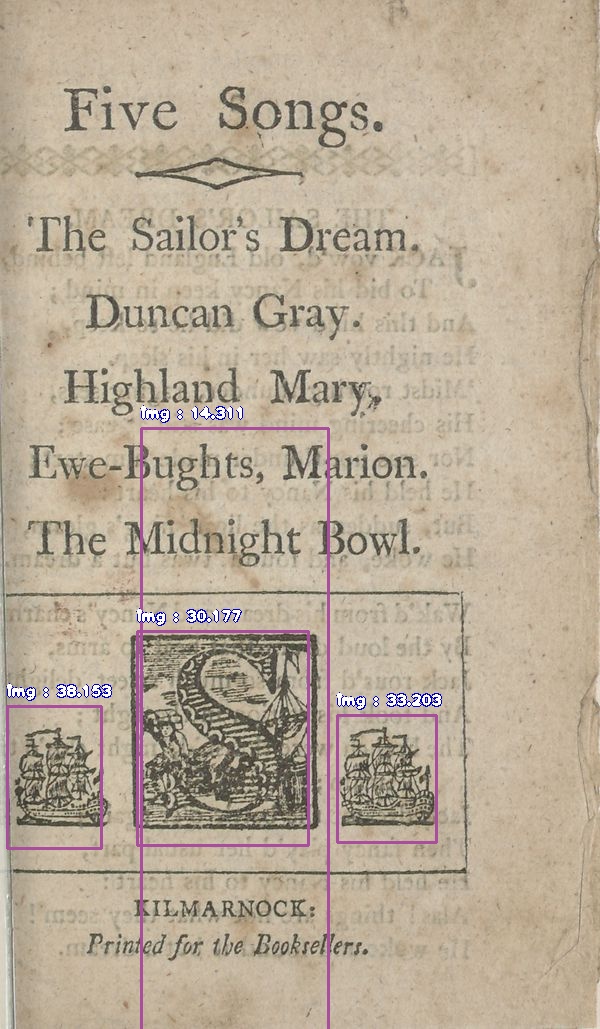 Five Songs.
The Sailor's Dream.
Duncan Gray.
Highland Mary,
img : 14.311
Ewe-Bughts, Marion.
The Midnight Bowl.
img : 30.177
S
img : 38.153
img : 33.203
KILMARNOCK:
Printed for the Booksellers.